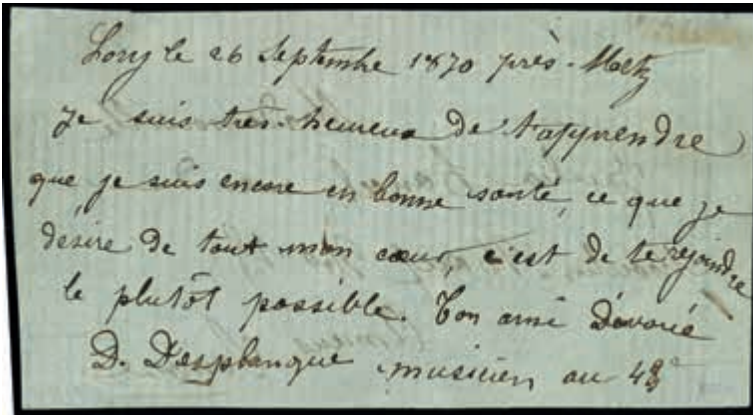 Lory le 26 Septembre 1870 près Metz
Je suis très heureux de t'apprendre
que je suis encore en bonne santé, ce que je
désire de tout mon cœur, c'est de te rejoindre
le plutôt possible. Ton ami dévoué
D. Desplanque musicien au 43e